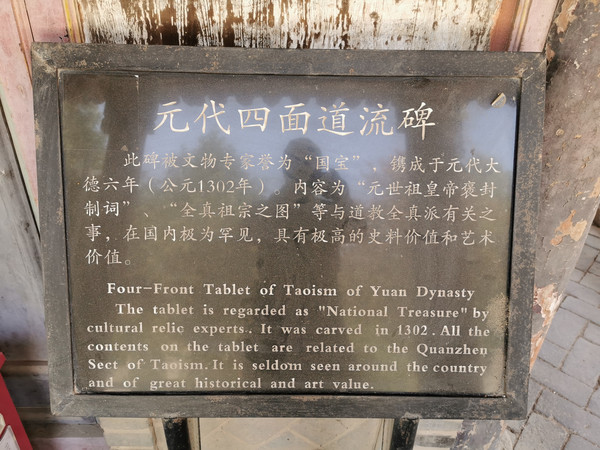 元代四面道流碑
此碑被文物专家誉为“国宝”，镌成于元代大
德六年（公元1302年）。内容为“元世祖皇帝褒封
制词”、“全真祖宗之图”等与道教全真派有关之
事，在国内极为罕见，具有极高的史料价值和艺术
价值。
Four-Front Tablet of Taoism of Yuan Dynasty
The tablet is regarded as "National Treasure" by
cultural relic experts. It was carved in 1302. All the
contents on the tablet are related to the Quanzhen
Sect of Taoism. It is seldom seen around the country
and of great historical and art value.